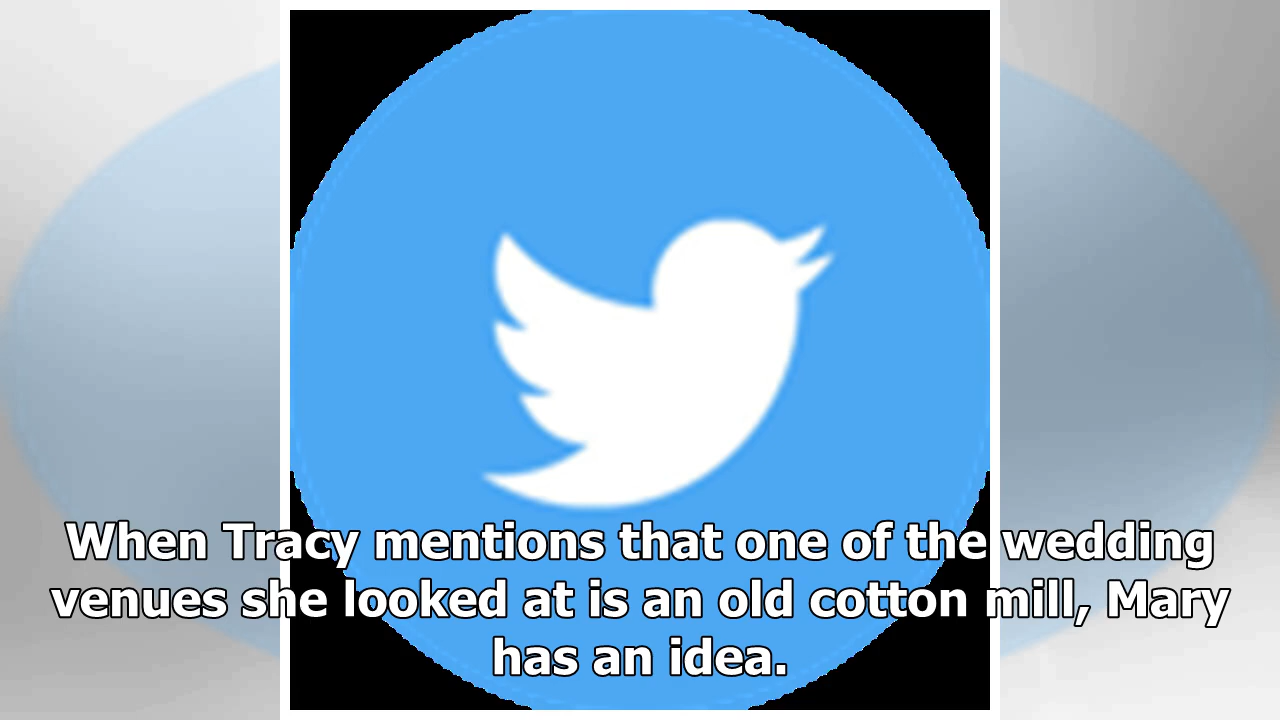 When Tracy mentions that one of the wedding
venues she looked at is an old cotton mill, Mary
has an idea.